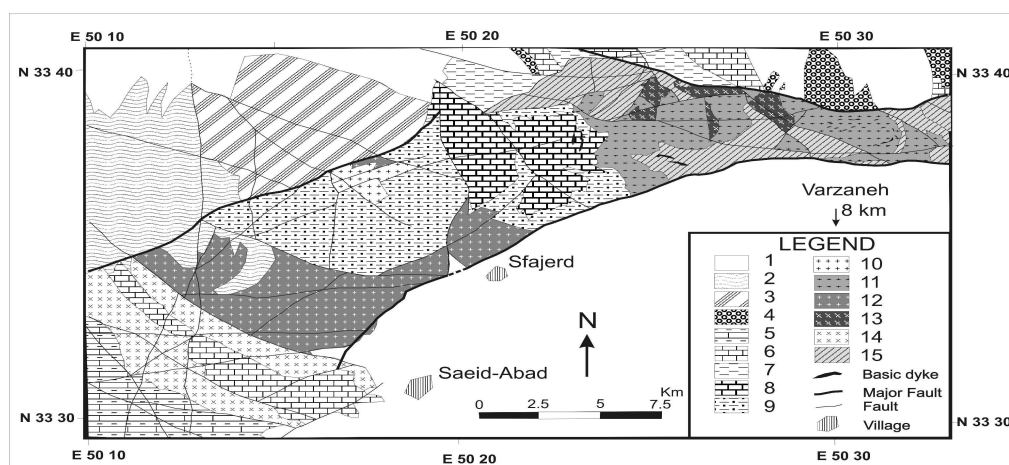 E 50 10 E 50 20 E 50 30
N 33 40 N 33 40
Varzaneh
8 km
LEGEND
1 10
2 11
3 12
4 13
5 14
6 15
7 Basic dyke
8 Major Fault
9 Fault
Village
Sfajerd
N
Saeid-Abad
Km
0 2.5 5 7.5
N 33 30 N 33 30
E 50 10 E 50 20 E 50 30